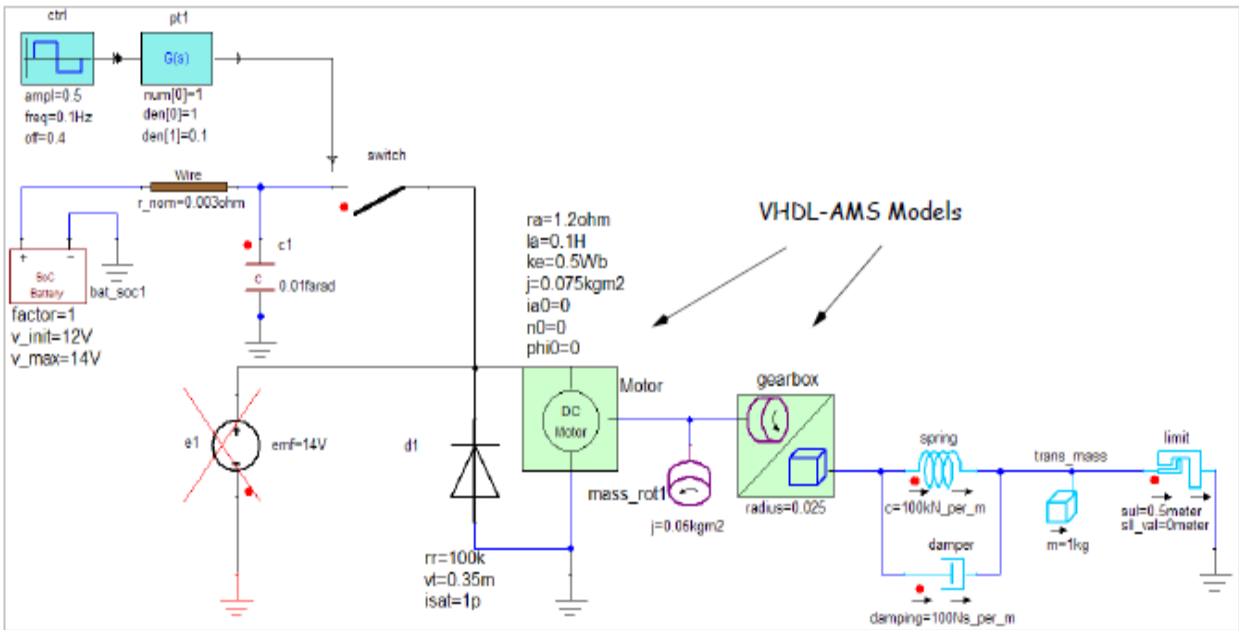 ctrl
pt1
G(s)
ampl=0.5
freq=0.1Hz
off=0.4
num[0]=1
den[0]=1
den[1]=0.1
switch
Wire
r_nom=0.003ohm
+ -
SoC
Battery
bat_soc1
factor=1
v_init=12V
v_max=14V
c1
c
0.01farad
ra=1.2ohm
la=0.1H
ke=0.5Wb
j=0.075kgm2
ia0=0
n0=0
phi0=0
VHDL-AMS Models
e1
emf=14V
d1
rr=100k
vt=0.35m
isat=1p
Motor
DC
Motor
mass_rot1
j=0.06kgm2
gearbox
radius=0.025
spring
c=100kN_per_m
damper
damping=100Ns_per_m
trans_mass
m=1kg
limit
sul=0.5meter
sll_val=0meter